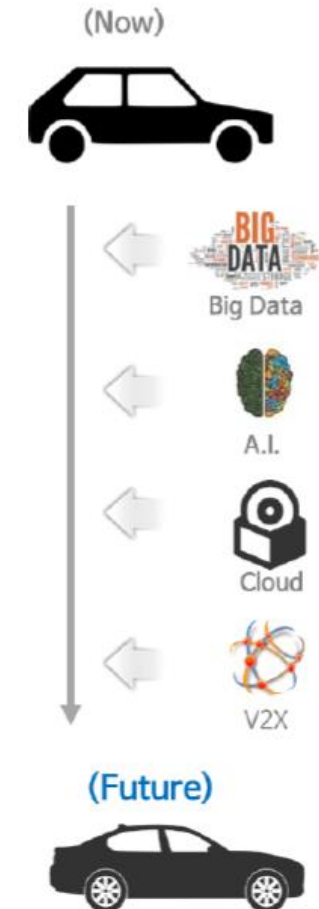 (Now)
BIG
DATA
Big Data
A.I.
Cloud
V2X
(Future)